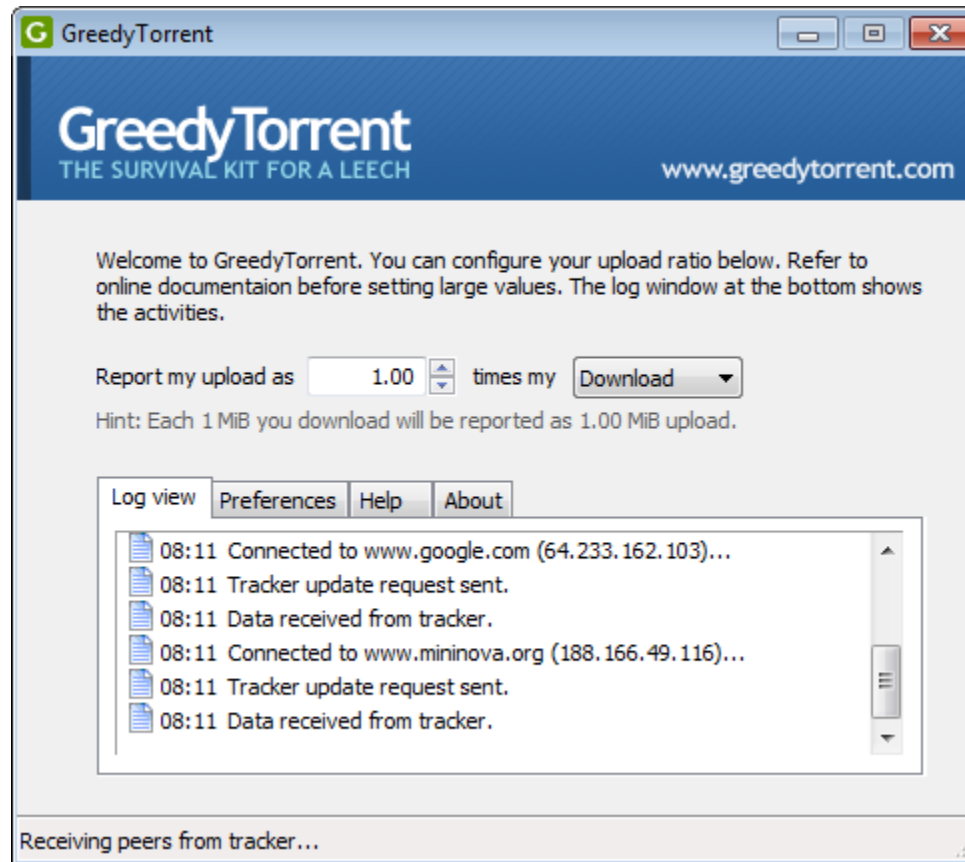 GreedyTorrent
GreedyTorrent
THE SURVIVAL KIT FOR A LEECH
www.greedytorrent.com
Welcome to GreedyTorrent. You can configure your upload ratio below. Refer to
online documentaion before setting large values. The log window at the bottom shows
the activities.
Report my upload as 1.00 times my Download
Hint: Each 1 MiB you download will be reported as 1.00 MiB upload.
Log view Preferences Help About
08:11 Connected to www.google.com (64.233.162.103)...
08:11 Tracker update request sent.
08:11 Data received from tracker.
08:11 Connected to www.mininova.org (188.166.49.116)...
08:11 Tracker update request sent.
08:11 Data received from tracker.
Receiving peers from tracker...